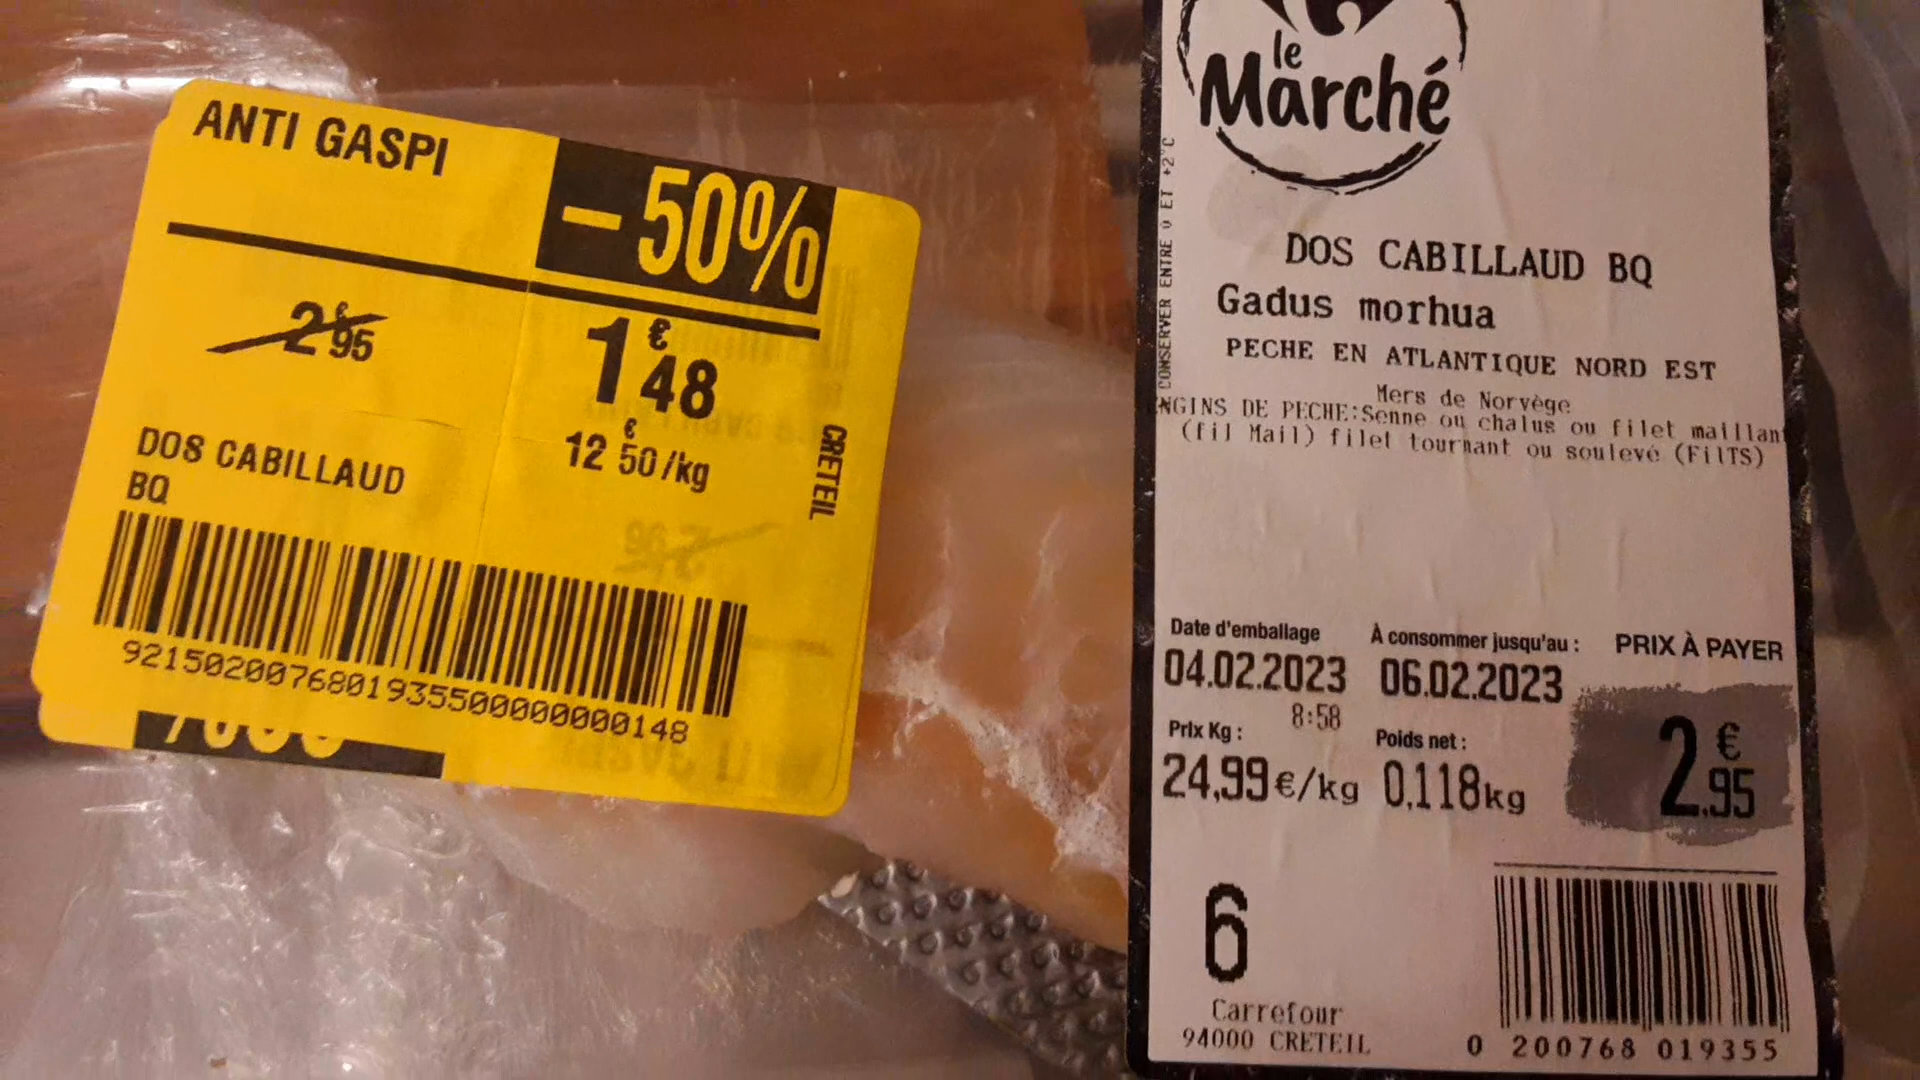 ANTI GASPI
-50%
2€95
1€48
12€50/kg
DOS CABILLAUD
BQ
CRETEIL
921502007680193550000000000148
le
Marché
CONSERVER ENTRE 0 ET +2°C
DOS CABILLAUD BQ
Gadus morhua
PECHE EN ATLANTIQUE NORD EST
Mers de Norvège
NGINS DE PECHE:Senne ou chalus ou filet maillan
(fil Mail) filet tournant ou soulevé (FilTS)
Date d'emballage À consommer jusqu'au : PRIX À PAYER
04.02.2023 06.02.2023
8:58
Prix Kg : Poids net :
24,99€/kg 0,118kg 2,95€
6
Carrefour
94000 CRETEIL
0 200768 019355